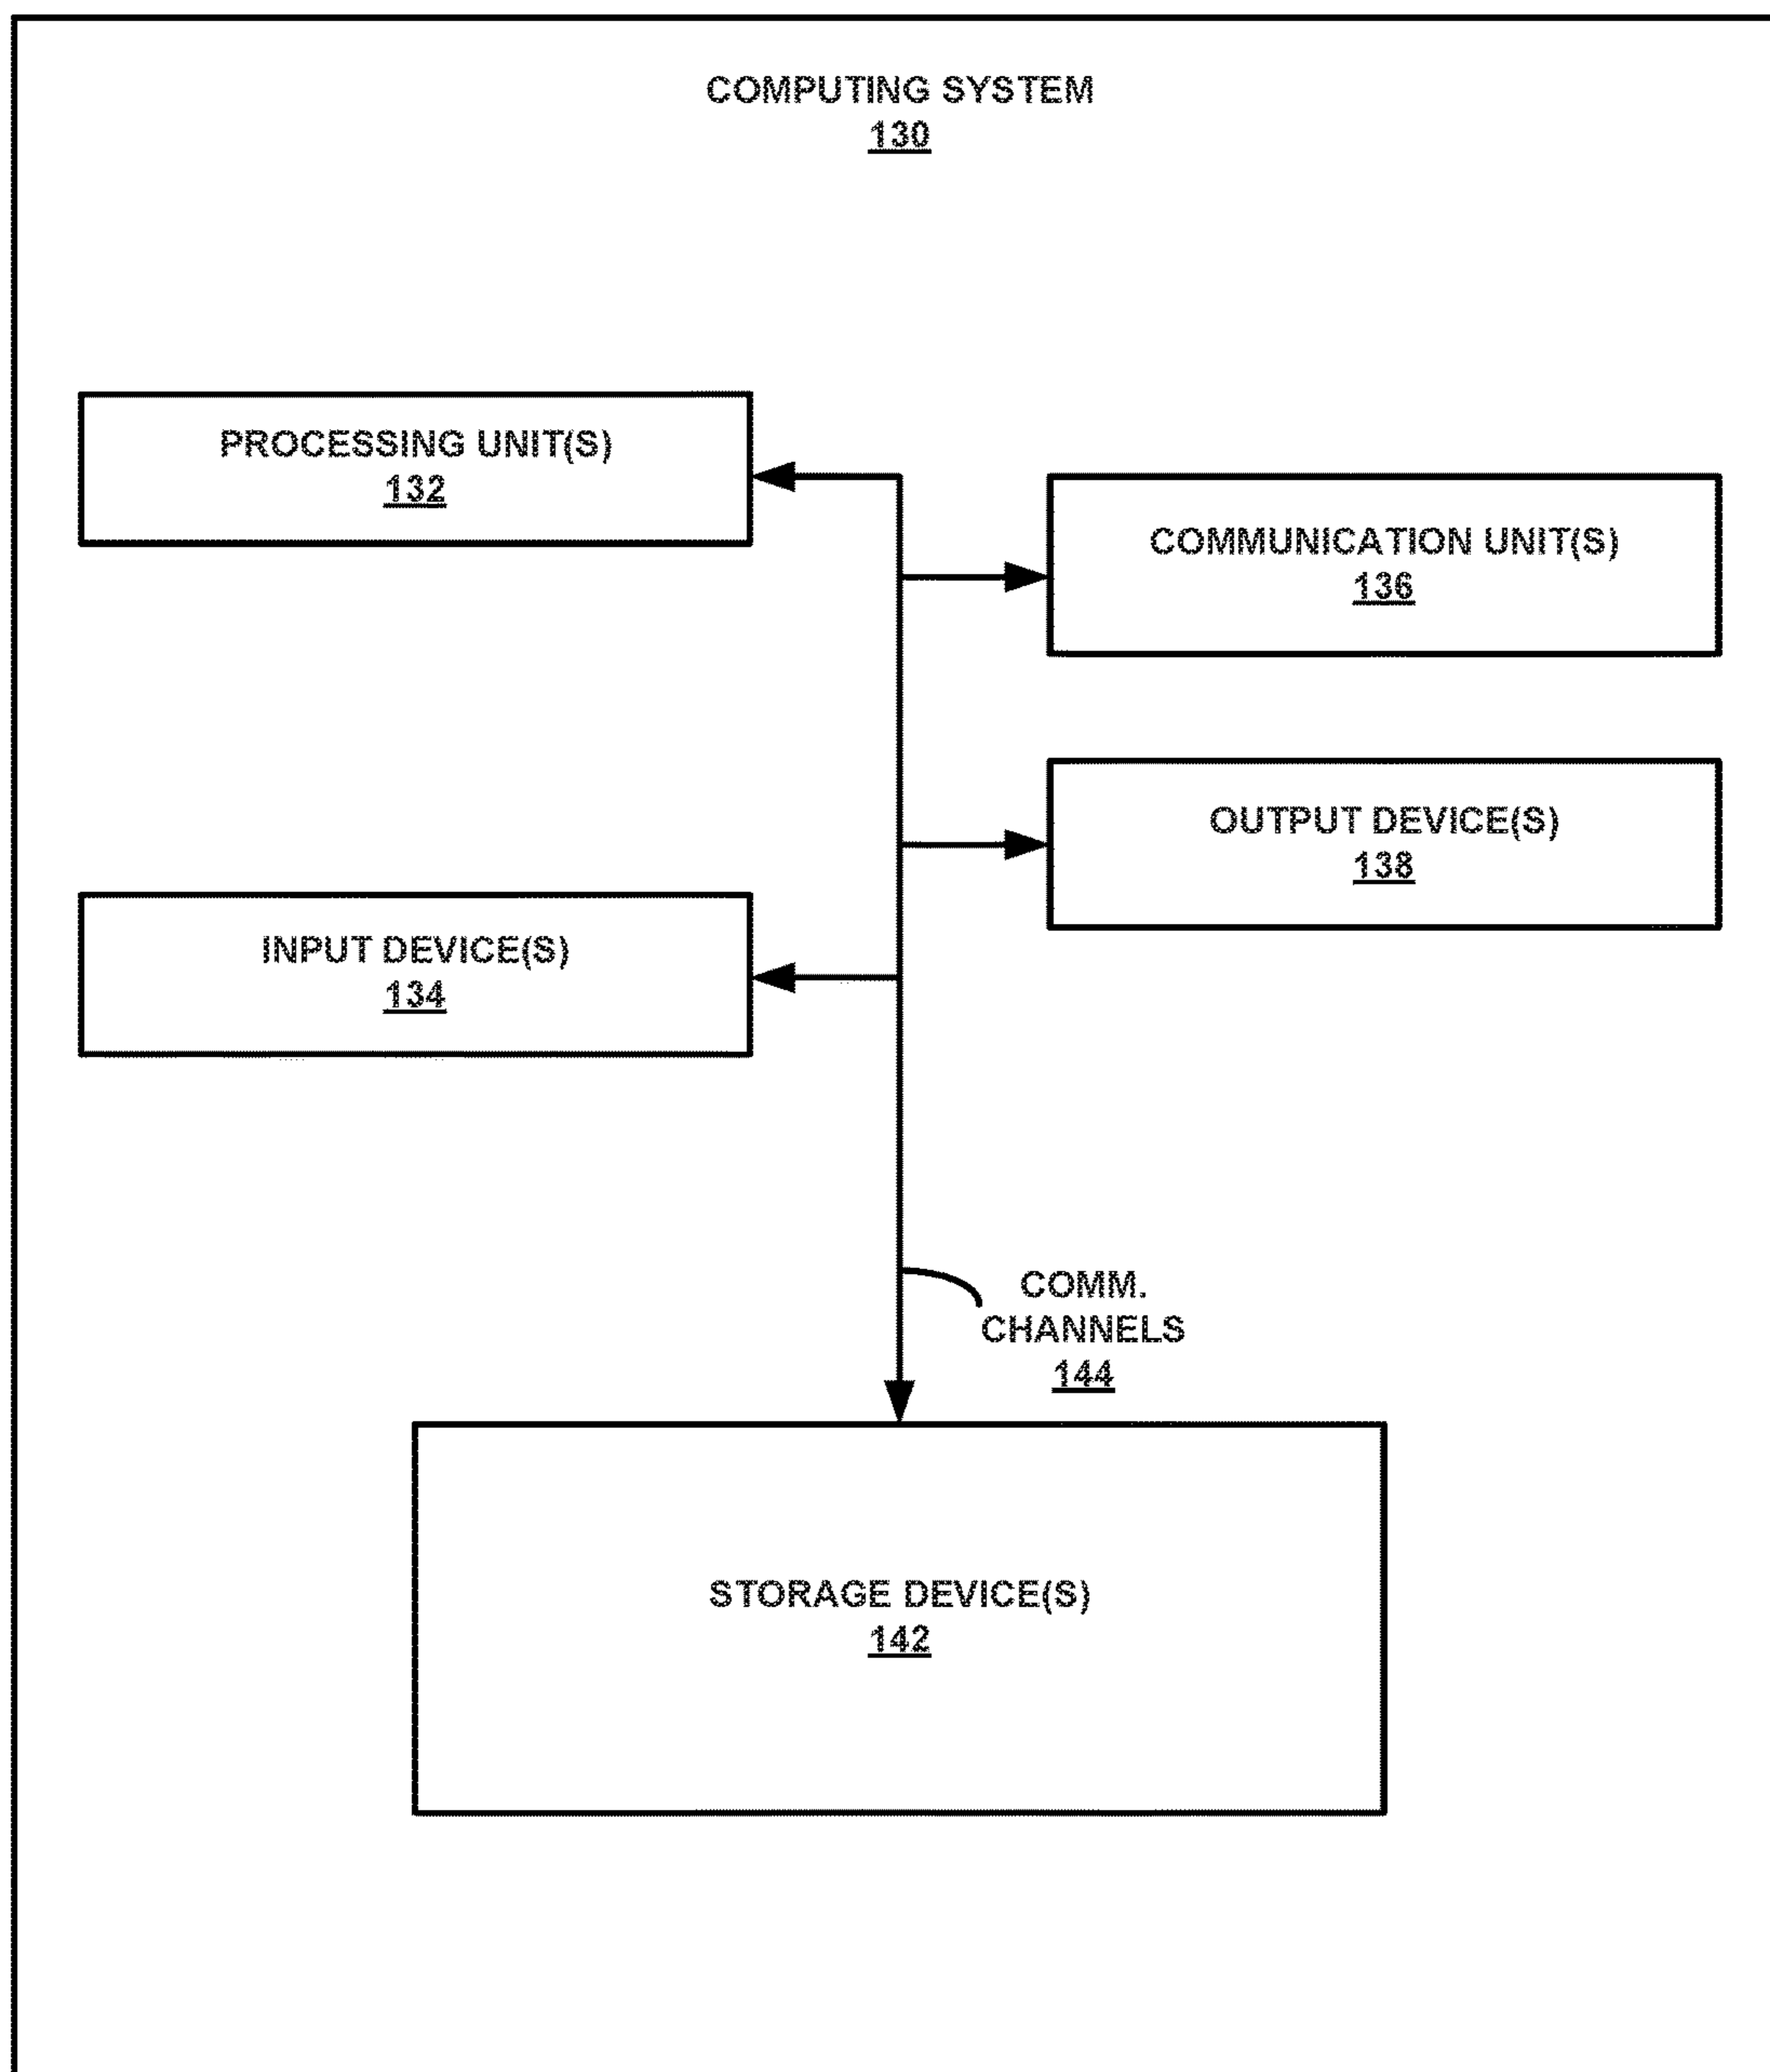 COMPUTING SYSTEM
130
PROCESSING UNIT(S)
132
COMMUNICATION UNIT(S)
136
OUTPUT DEVICE(S)
138
INPUT DEVICE(S)
134
COMM.
CHANNELS
144
STORAGE DEVICE(S)
142